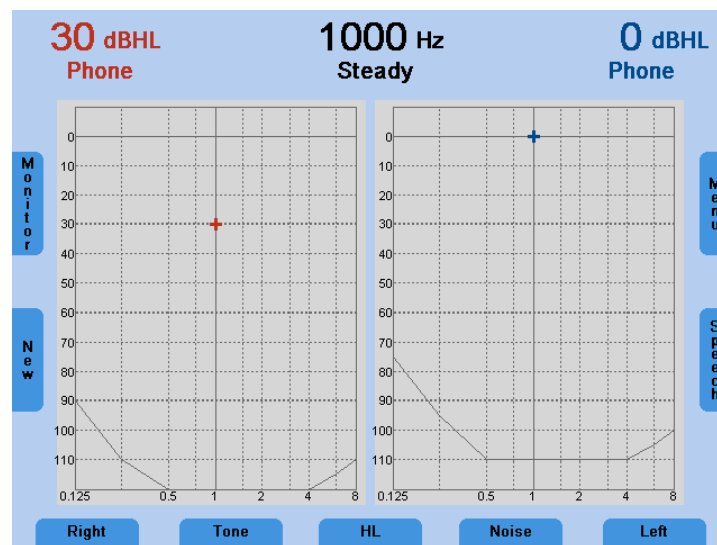 30 dBHL
Phone
1000 Hz
Steady
0 dBHL
Phone
Monitor
New
0
10
20
30
40
50
60
70
80
90
100
110
0.125 0.5 1 2 4 8
0
10
20
30
40
50
60
70
80
90
100
110
0.125 0.5 1 2 4 8
Menu
Speech
Right Tone HL Noise Left